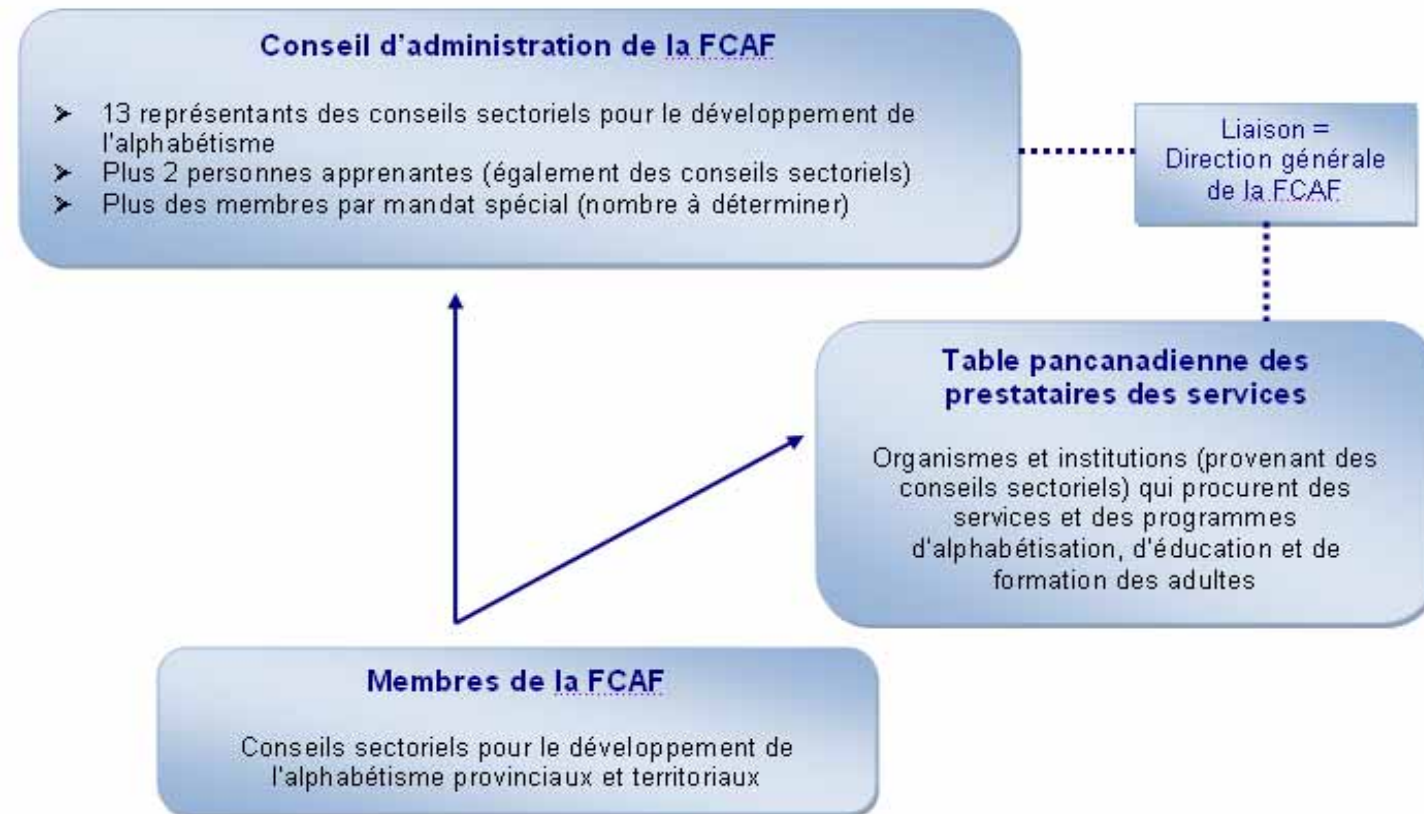 Conseil d'administration de la FCAF
➤ 13 représentants des conseils sectoriels pour le développement de
l'alphabétisme
➤ Plus 2 personnes apprenantes (également des conseils sectoriels)
➤ Plus des membres par mandat spécial (nombre à déterminer)
Liaison =
Direction générale
de la FCAF
Table pancanadienne des
prestataires des services
Organismes et institutions (provenant des
conseils sectoriels) qui procurent des
services et des programmes
d'alphabétisation, d'éducation et de
formation des adultes
Membres de la FCAF
Conseils sectoriels pour le développement de
l'alphabétisme provinciaux et territoriaux